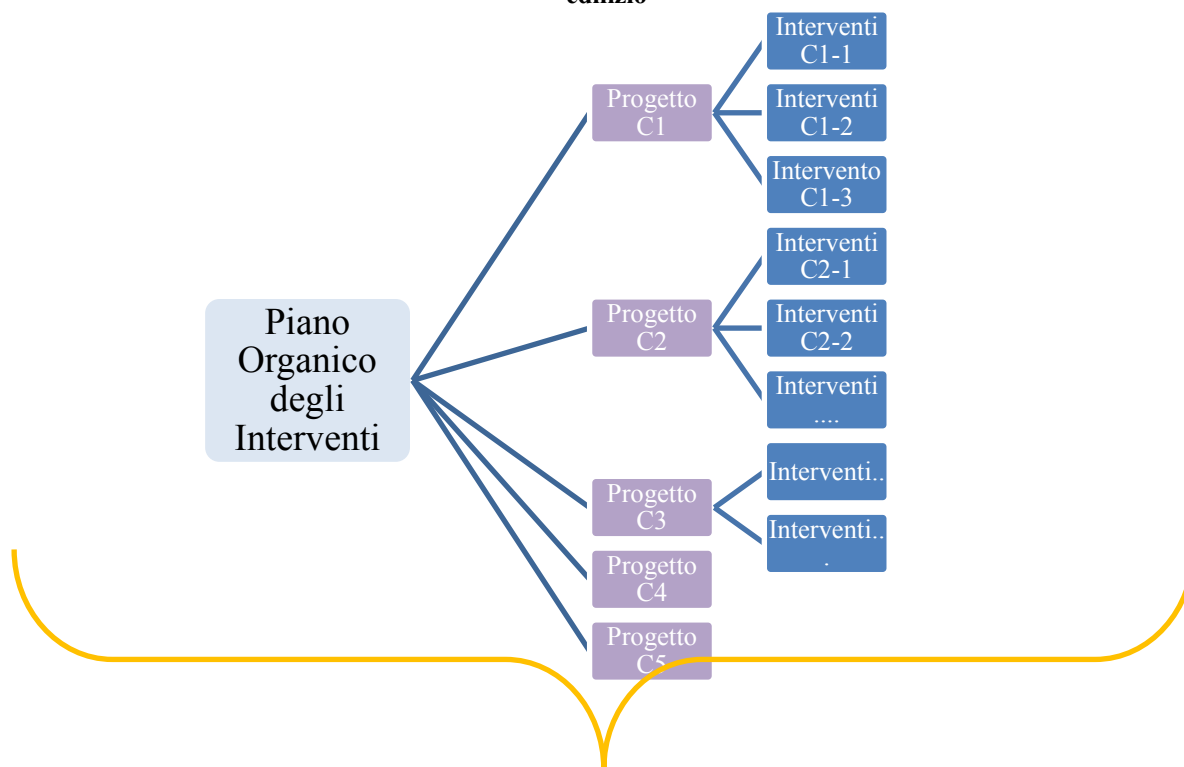 Piano
Organico
degli
Interventi
Progetto
C1
Interventi
C1-1
Interventi
C1-2
Intervento
C1-3
Progetto
C2
Interventi
C2-1
Interventi
C2-2
Interventi
....
Progetto
C3
Interventi..
Interventi..
.
Progetto
C4
Progetto
C5